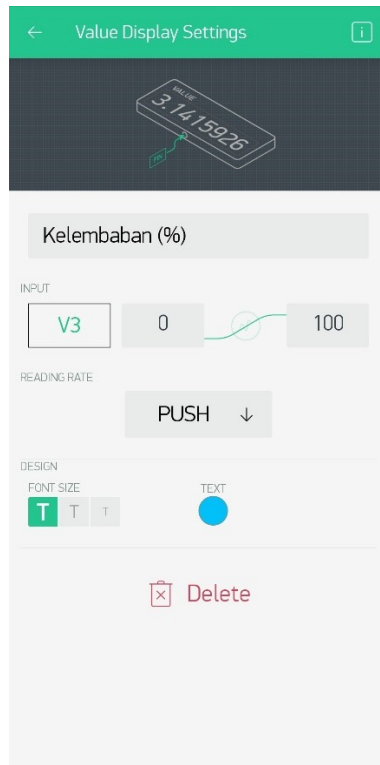 ← Value Display Settings i
VALUE
3.1415926
PIN
Kelembaban (%)
INPUT
V3 0 100
READING RATE
PUSH ↓
DESIGN
FONT SIZE TEXT
T T T
Delete